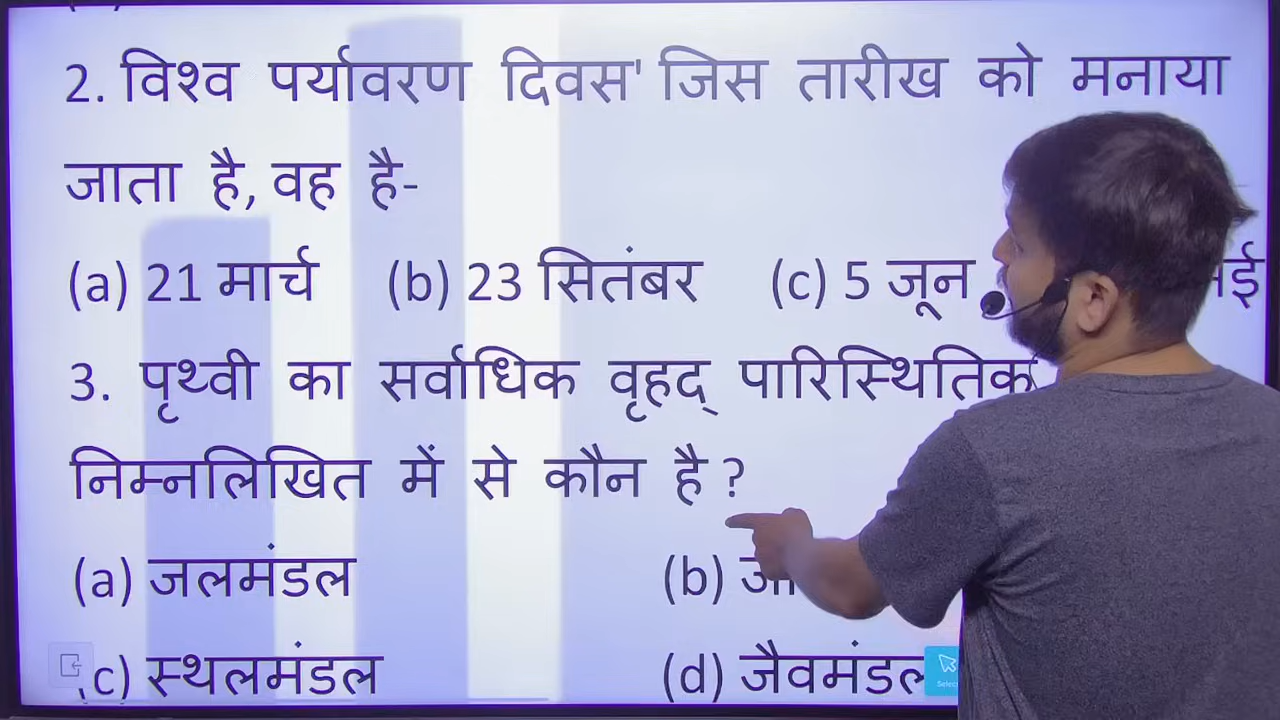 2. विश्व पर्यावरण दिवस' जिस तारीख को मनाया
जाता है, वह है-
(a) 21 मार्च (b) 23 सितंबर (c) 5 जून
3. पृथ्वी का सर्वाधिक वृहद् पारिस्थितिक
निम्नलिखित में से कौन है ?
(a) जलमंडल (b)
(c) स्थलमंडल (d) जैवमंडल
Select